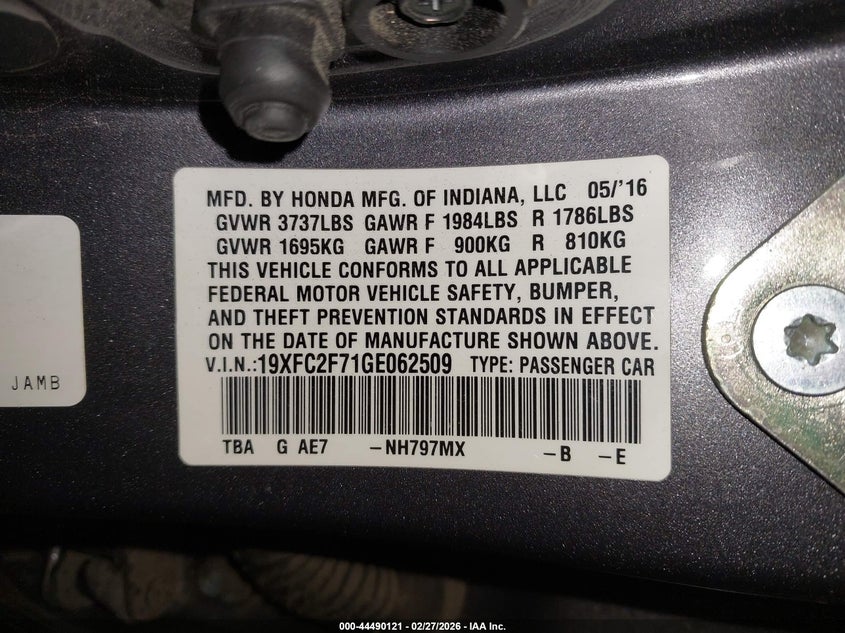 MFD. BY HONDA MFG. OF INDIANA, LLC 05/'16
GVWR 3737LBS GAWR F 1984LBS R 1786LBS
GVWR 1695KG GAWR F 900KG R 810KG
THIS VEHICLE CONFORMS TO ALL APPLICABLE
FEDERAL MOTOR VEHICLE SAFETY, BUMPER,
AND THEFT PREVENTION STANDARDS IN EFFECT
ON THE DATE OF MANUFACTURE SHOWN ABOVE.
V.I.N.:19XFC2F71GE062509 TYPE: PASSENGER CAR
TBA G AE7 -NH797MX -B -E
JAMB
000-44490121 - 02/27/2026 - IAA Inc.